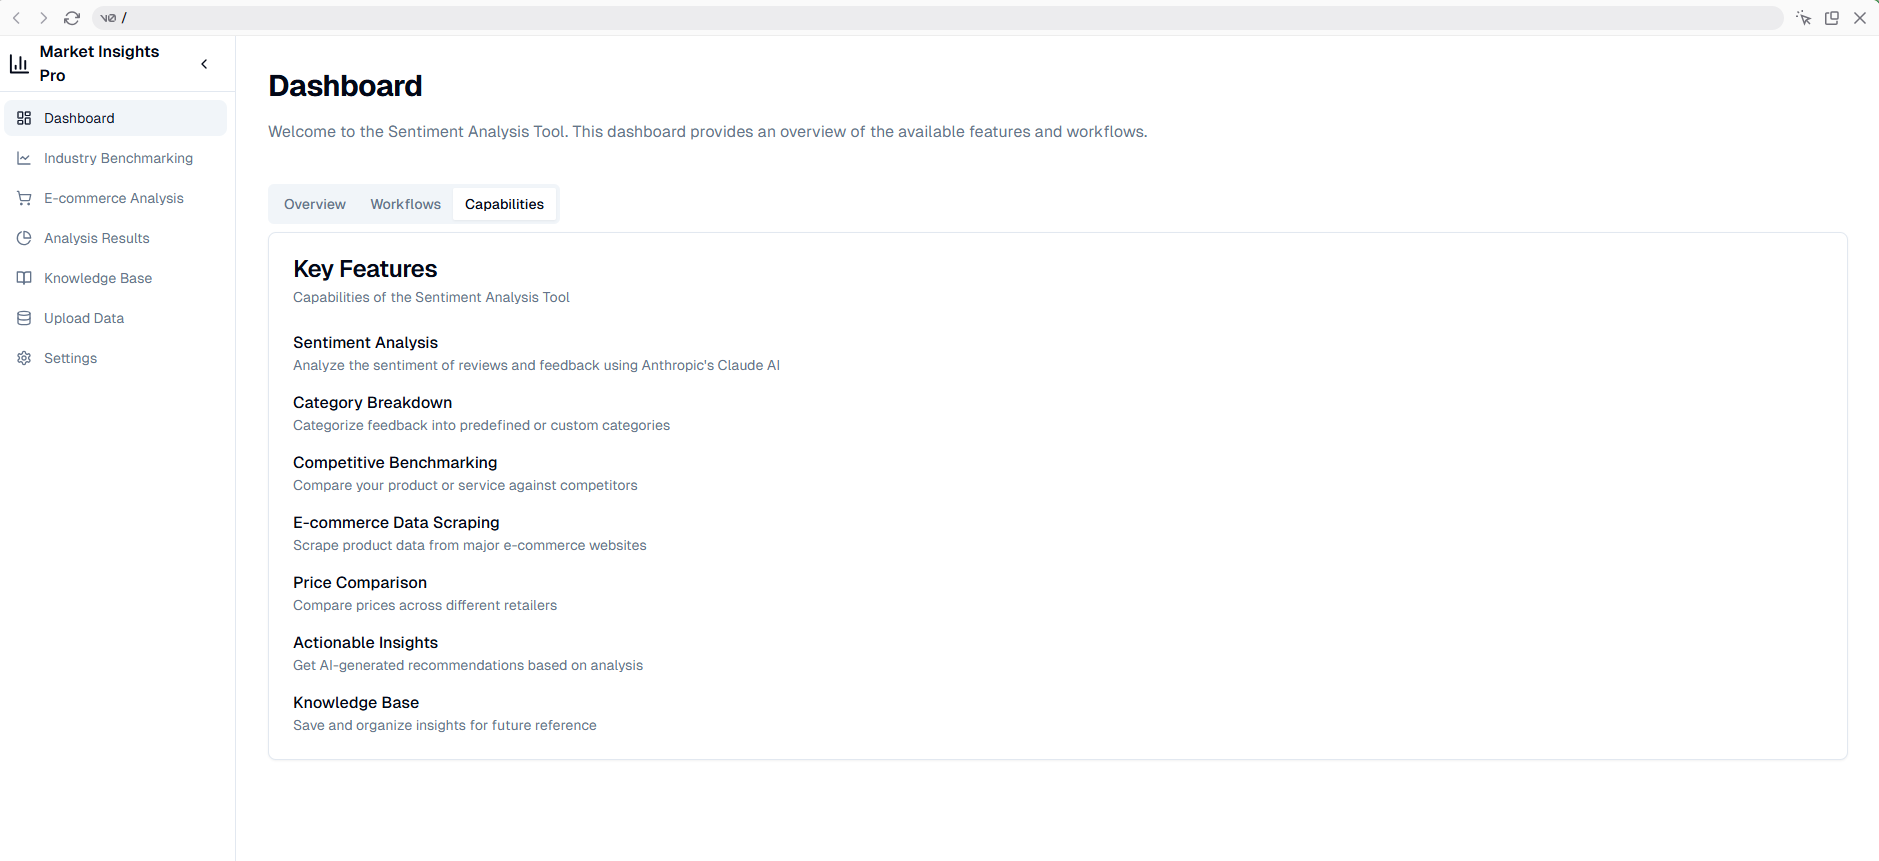 v0 /
Market Insights
Pro
Dashboard
Industry Benchmarking
E-commerce Analysis
Analysis Results
Knowledge Base
Upload Data
Settings
Dashboard
Welcome to the Sentiment Analysis Tool. This dashboard provides an overview of the available features and workflows.
Overview Workflows Capabilities
Key Features
Capabilities of the Sentiment Analysis Tool
Sentiment Analysis
Analyze the sentiment of reviews and feedback using Anthropic's Claude AI
Category Breakdown
Categorize feedback into predefined or custom categories
Competitive Benchmarking
Compare your product or service against competitors
E-commerce Data Scraping
Scrape product data from major e-commerce websites
Price Comparison
Compare prices across different retailers
Actionable Insights
Get AI-generated recommendations based on analysis
Knowledge Base
Save and organize insights for future reference